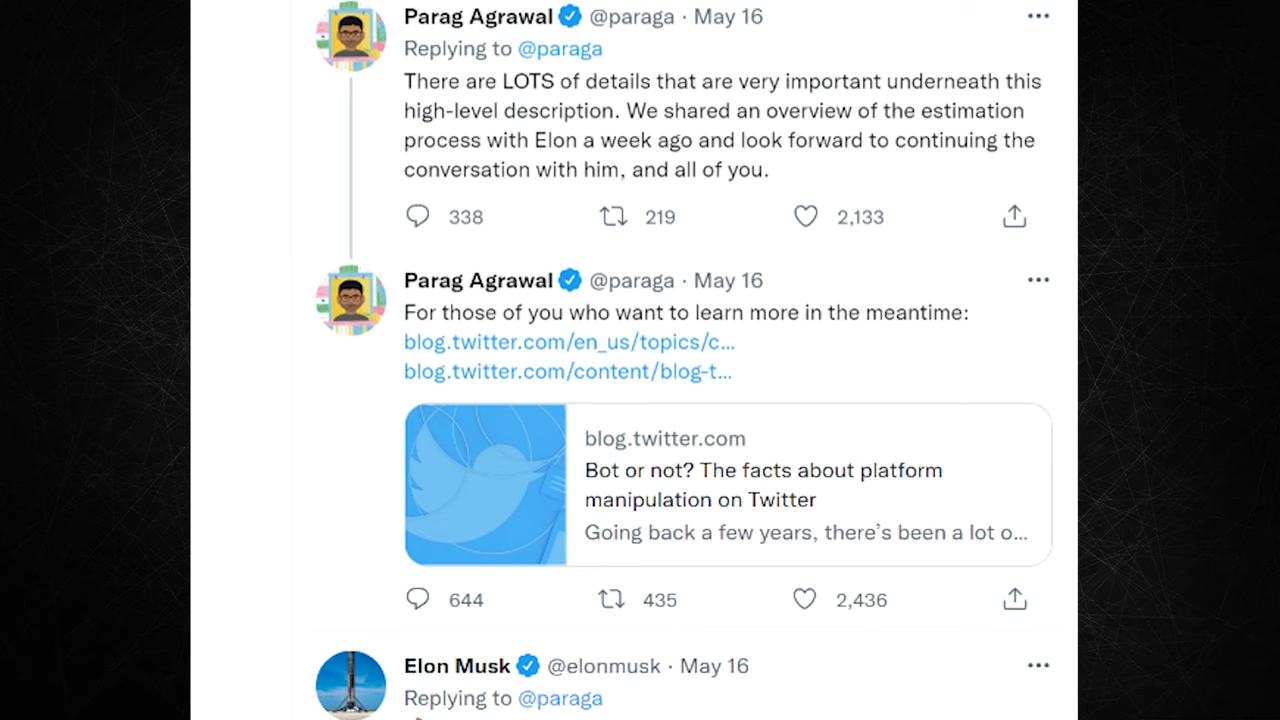 Parag Agrawal @paraga · May 16
Replying to @paraga
There are LOTS of details that are very important underneath this
high-level description. We shared an overview of the estimation
process with Elon a week ago and look forward to continuing the
conversation with him, and all of you.
338 219 2,133
Parag Agrawal @paraga · May 16
For those of you who want to learn more in the meantime:
blog.twitter.com/en_us/topics/c...
blog.twitter.com/content/blog-t...
blog.twitter.com
Bot or not? The facts about platform
manipulation on Twitter
Going back a few years, there's been a lot o...
644 435 2,436
Elon Musk @elonmusk · May 16
Replying to @paraga